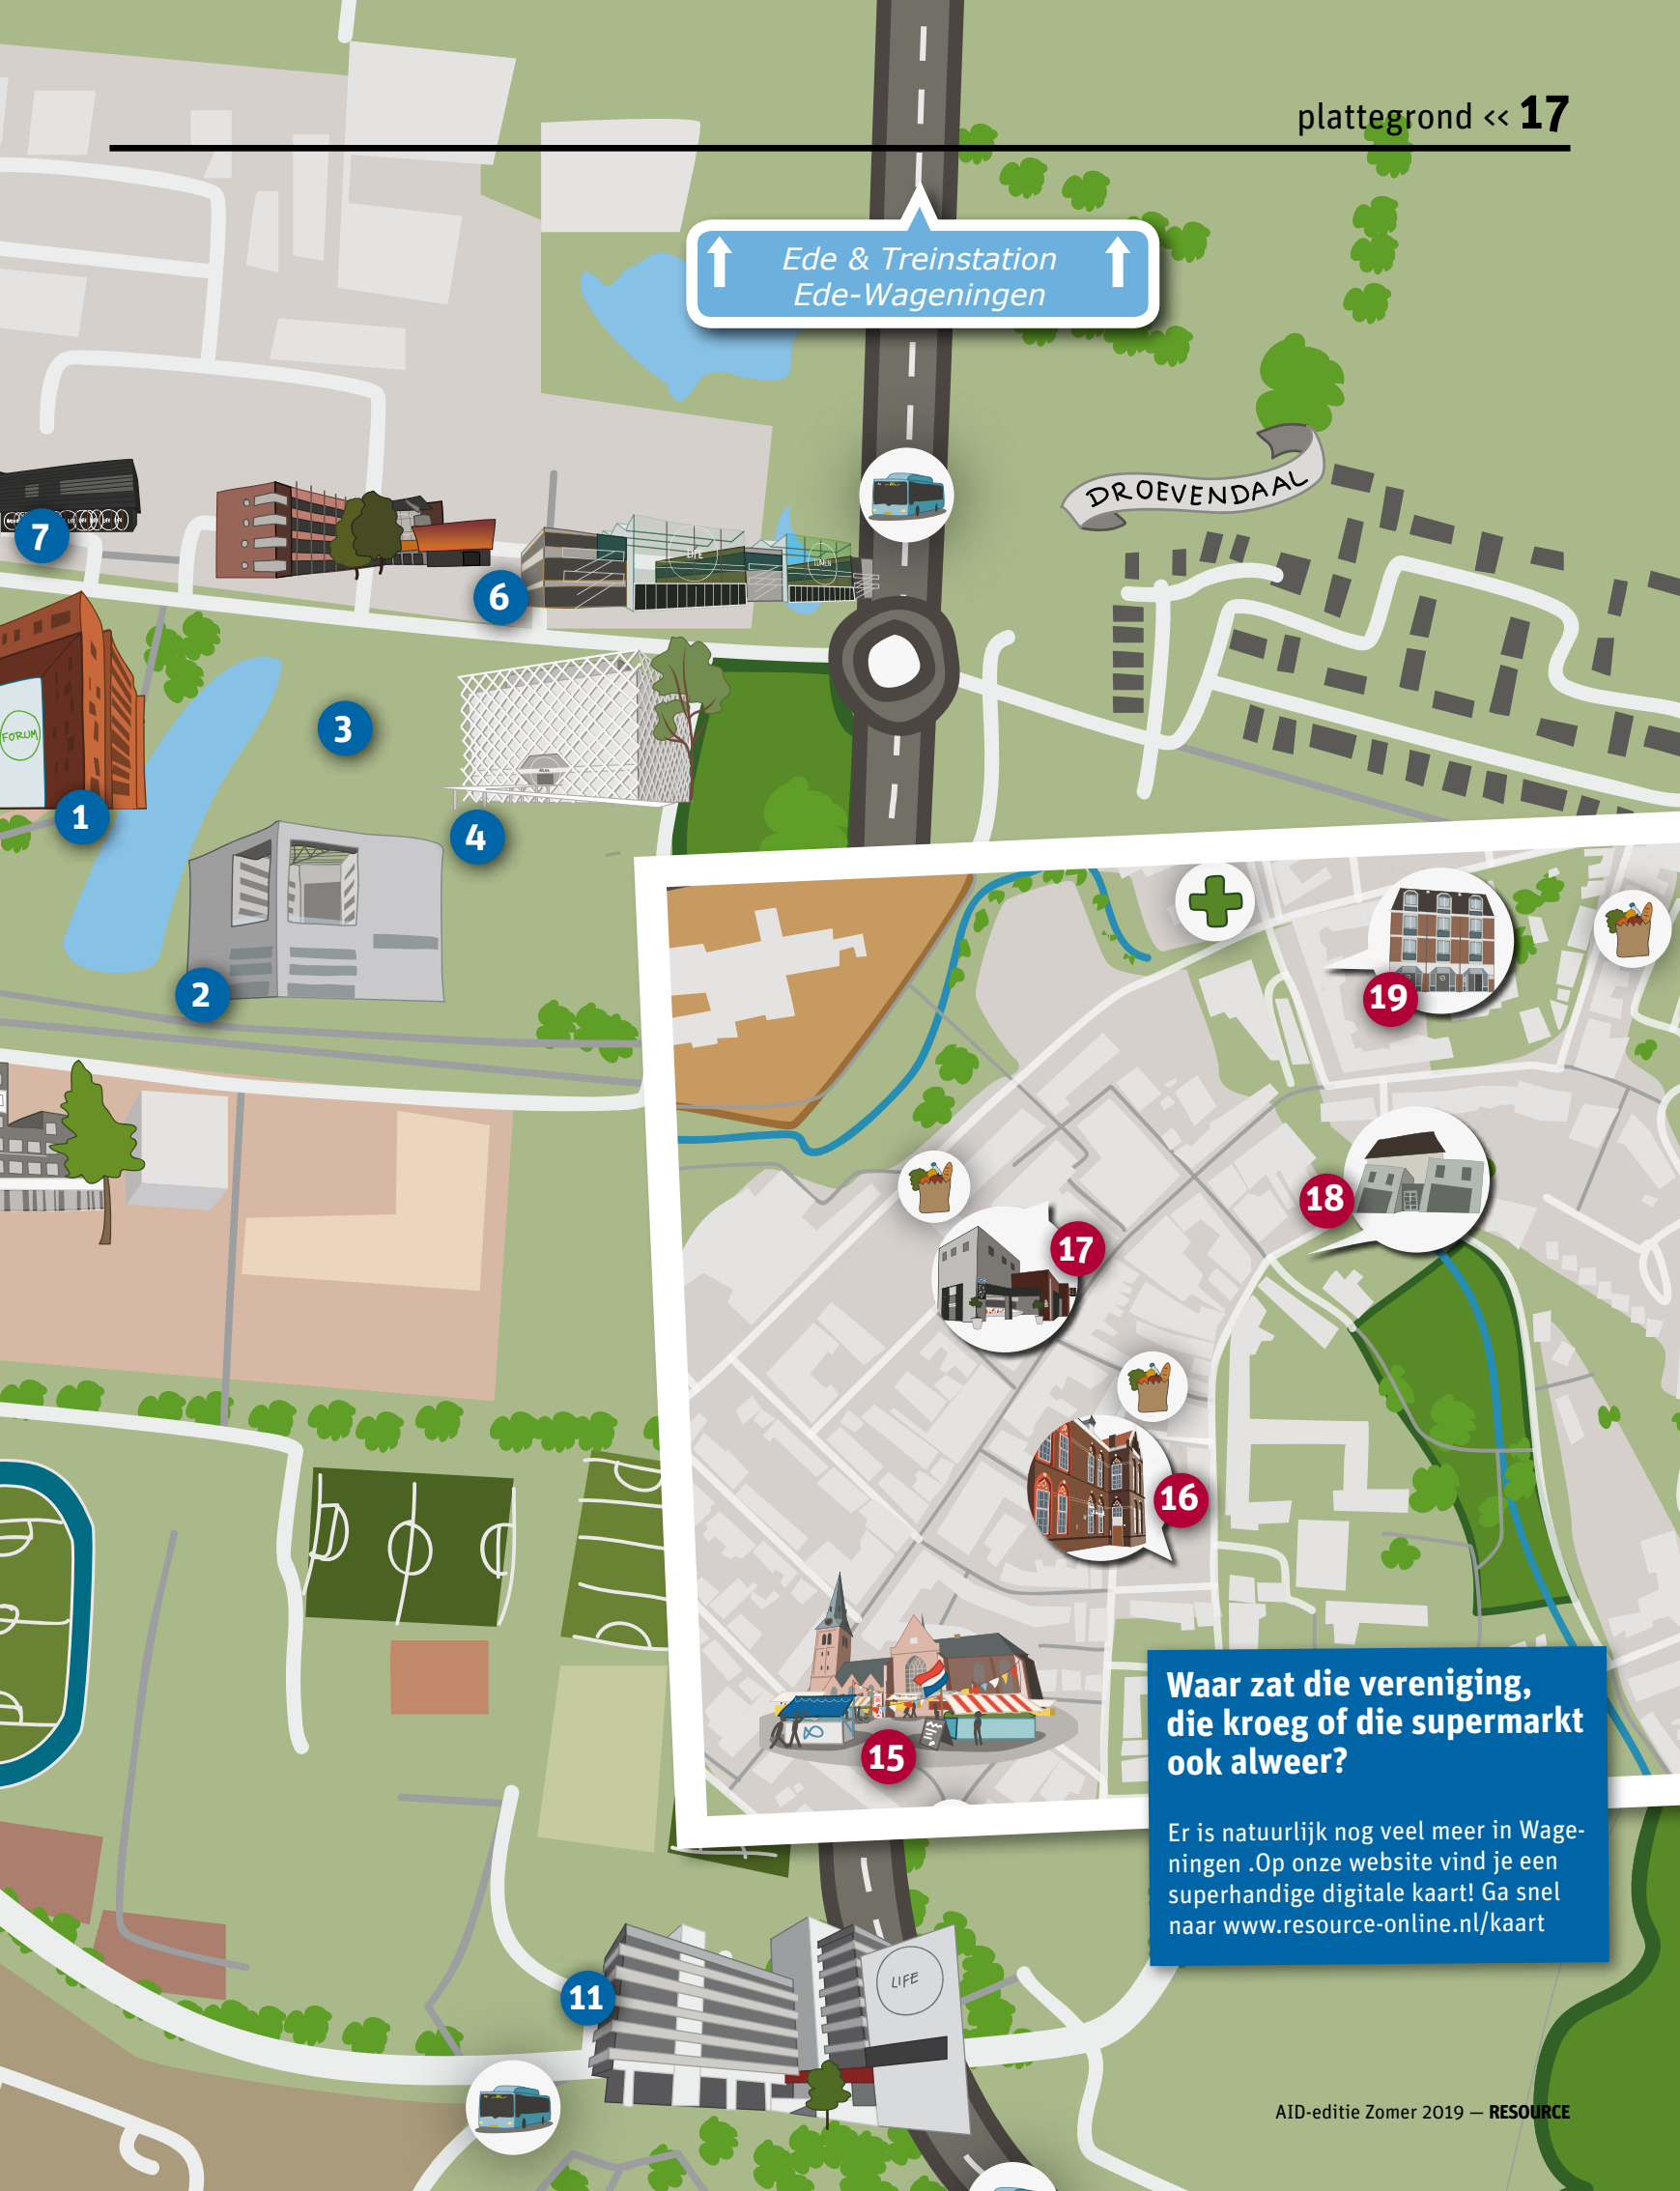 plattegrond << 17
Ede & Treinstation
Ede-Wageningen
DROEVENDAAL
7
6
LIFE
LUMEN
FORUM
3
1
4
2
19
18
17
16
15
Waar zat die vereniging,
die kroeg of die supermarkt
ook alweer?
Er is natuurlijk nog veel meer in Wage-
ningen .Op onze website vind je een
superhandige digitale kaart! Ga snel
naar www.resource-online.nl/kaart
11
LIFE
AID-editie Zomer 2019 — RESOURCE